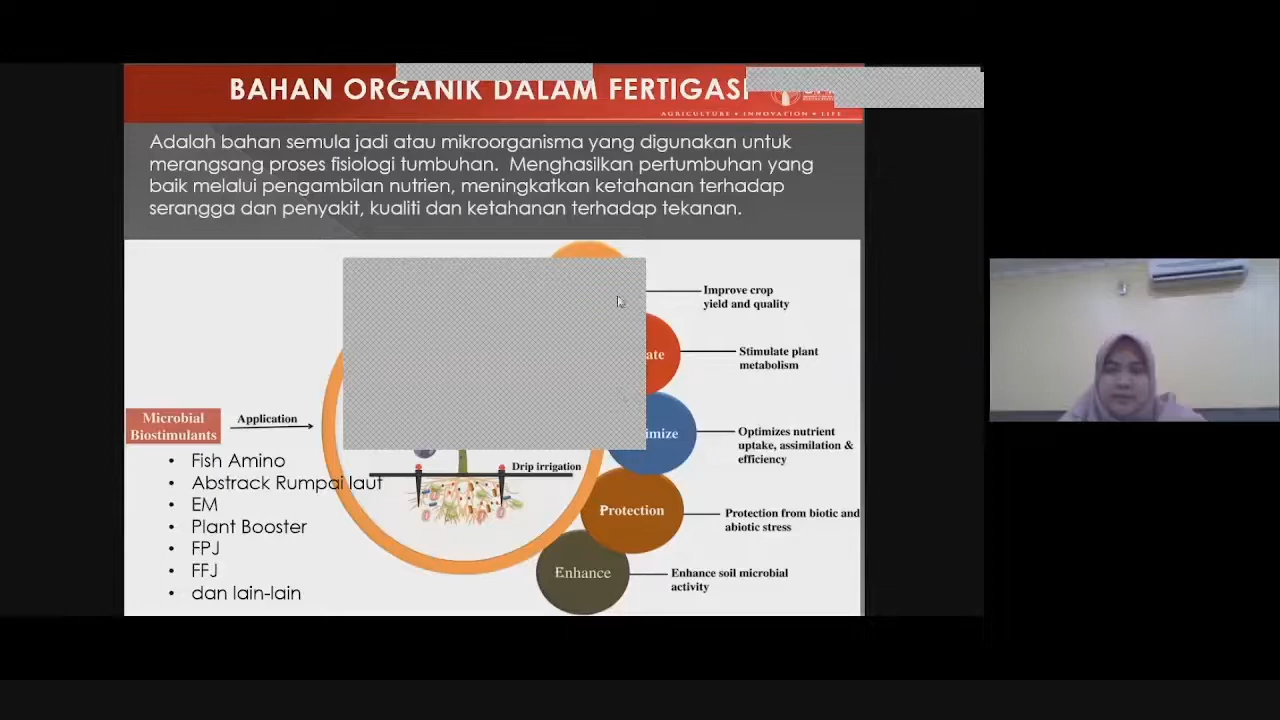 BAHAN ORGANIK DALAM FERTIGASI
AGRICULTURE • INNOVATION • LIFE
Adalah bahan semula jadi atau mikroorganisma yang digunakan untuk
merangsang proses fisiologi tumbuhan. Menghasilkan pertumbuhan yang
baik melalui pengambilan nutrien, meningkatkan ketahanan terhadap
serangga dan penyakit, kualiti dan ketahanan terhadap tekanan.
Improve crop
yield and quality
Stimulate plant
metabolism
Microbial
Biostimulants
Application
Optimizes nutrient
uptake, assimilation &
efficiency
• Fish Amino
• Abstrack Rumpai laut
• EM
• Plant Booster
• FPJ
• FFJ
• dan lain-lain
Drip irrigation
Protection
Protection from biotic and
abiotic stress
Enhance
Enhance soil microbial
activity